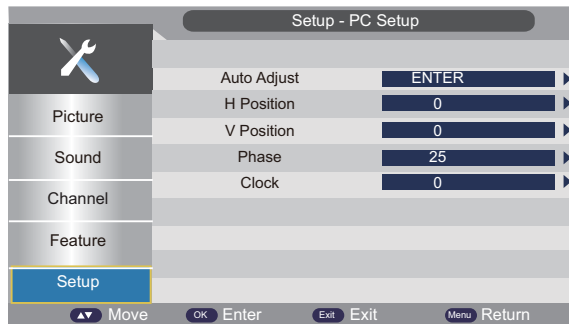 Setup - PC Setup
Auto Adjust ENTER
H Position 0
V Position 0
Phase 25
Clock 0
Picture
Sound
Channel
Feature
Setup
▲▼ Move OK Enter Exit Exit Menu Return